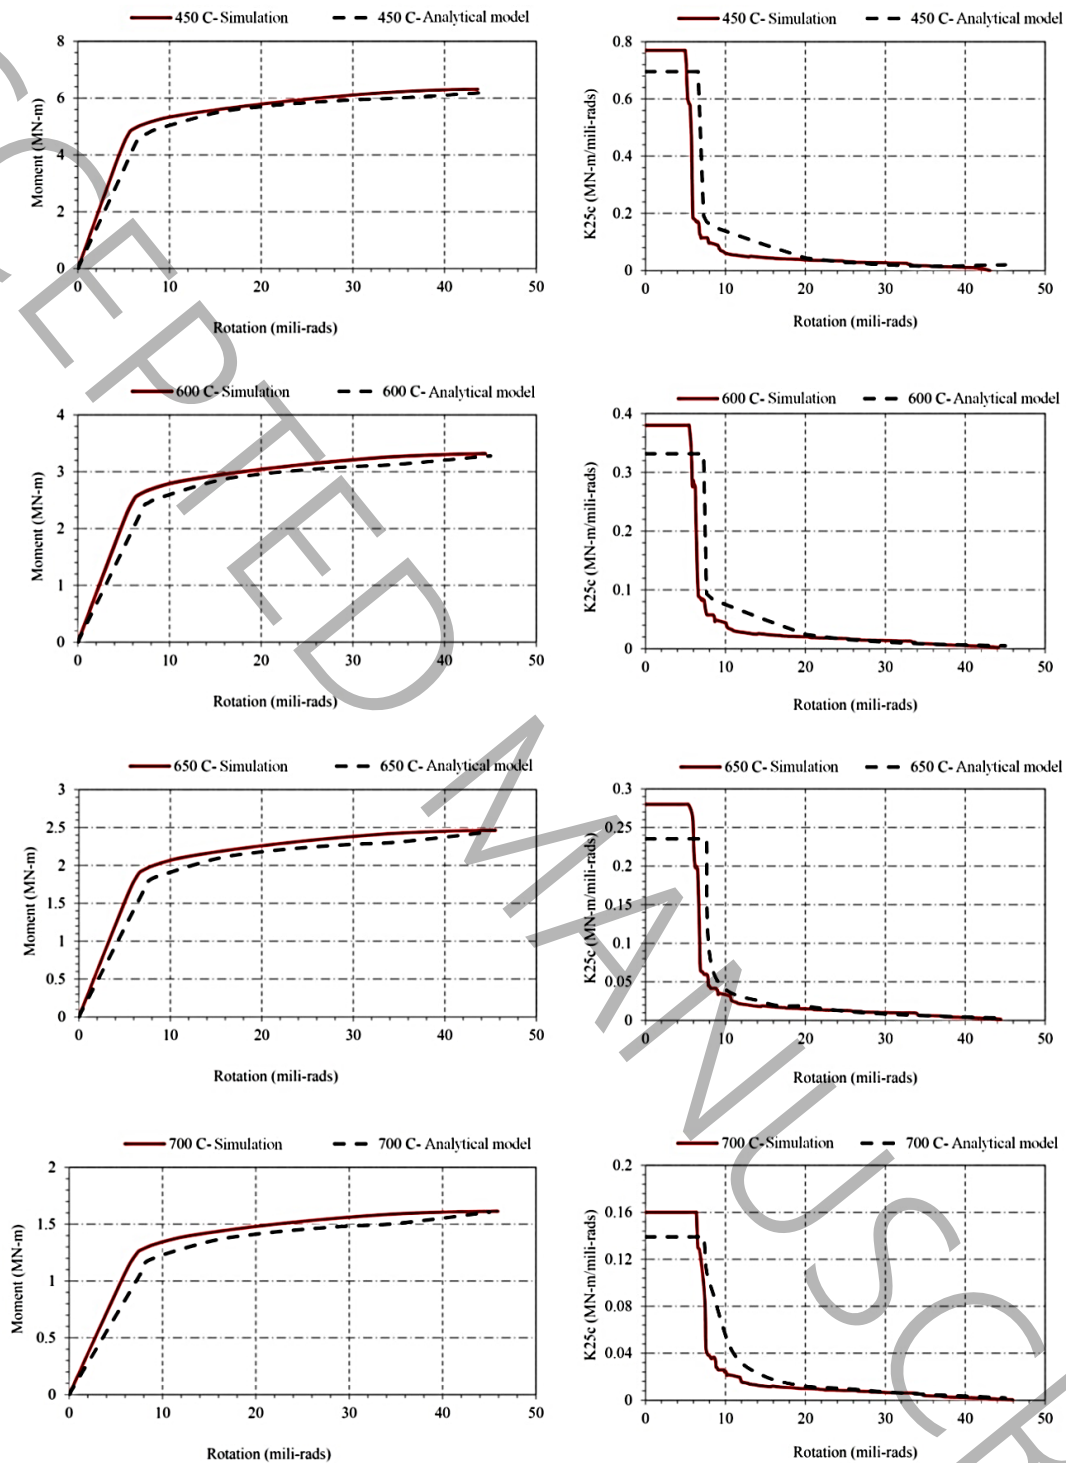 450 C- Simulation 450 C- Analytical model
Moment (MN-m)
8
6
4
2
0
0 10 20 30 40 50
Rotation (mili-rads)
450 C- Simulation 450 C- Analytical model
K25c (MN-m/mili-rads)
0.8
0.6
0.4
0.2
0
0 10 20 30 40 50
Rotation (mili-rads)
600 C- Simulation 600 C- Analytical model
Moment (MN-m)
4
3
2
1
0
0 10 20 30 40 50
Rotation (mili-rads)
600 C- Simulation 600 C- Analytical model
K25c (MN-m/mili-rads)
0.4
0.3
0.2
0.1
0
0 10 20 30 40 50
Rotation (mili-rads)
650 C- Simulation 650 C- Analytical model
Moment (MN-m)
3
2.5
2
1.5
1
0.5
0
0 10 20 30 40 50
Rotation (mili-rads)
650 C- Simulation 650 C- Analytical model
K25c (MN-m/mili-rads)
0.3
0.25
0.2
0.15
0.1
0.05
0
0 10 20 30 40 50
Rotation (mili-rads)
700 C- Simulation 700 C- Analytical model
Moment (MN-m)
2
1.5
1
0.5
0
0 10 20 30 40 50
Rotation (mili-rads)
700 C- Simulation 700 C- Analytical model
K25c (MN-m/mili-rads)
0.2
0.16
0.12
0.08
0.04
0
0 10 20 30 40 50
Rotation (mili-rads)
CCEPTED MANUSCR